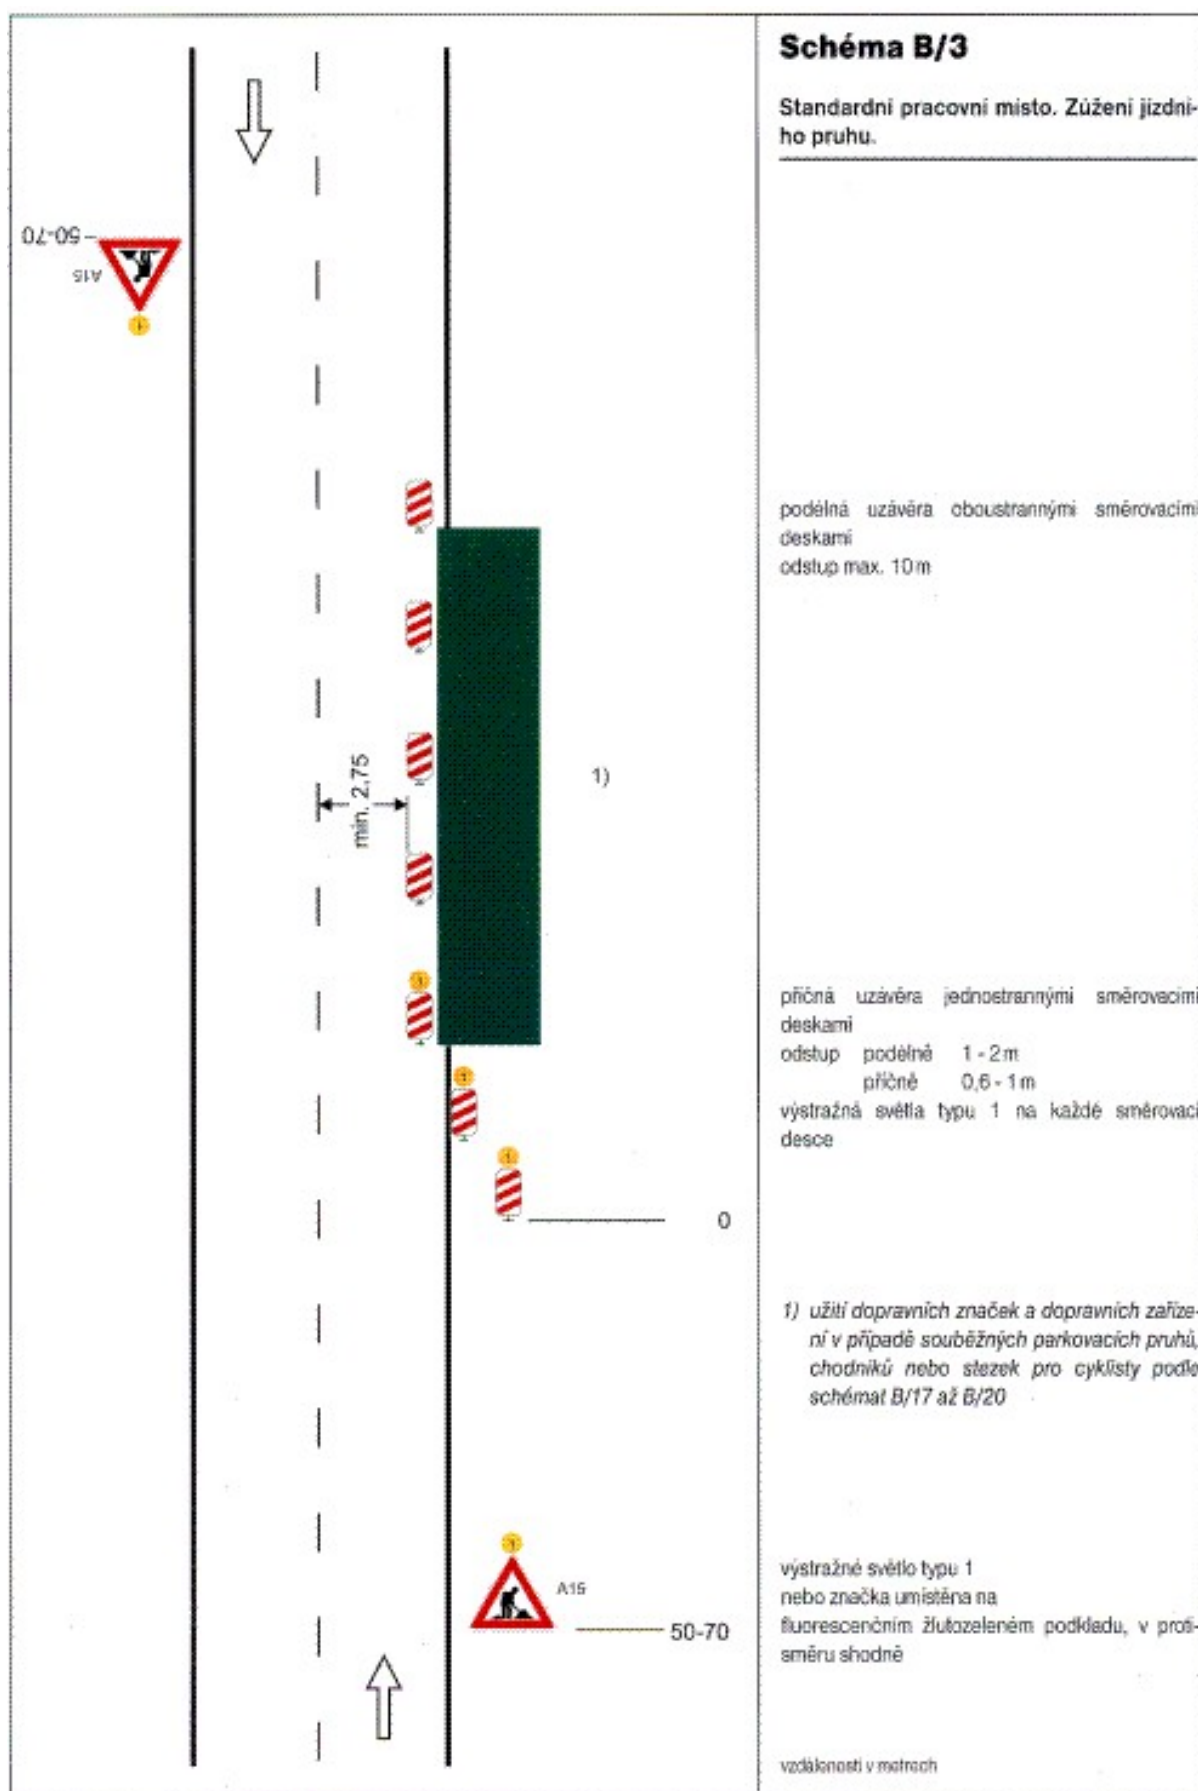 Schéma B/3
Standardní pracovní místo. Zúžení jízdní-
ho pruhu.
50-70
A15
podélná uzávěra oboustrannými směrovacími
deskami
odstup max. 10 m
1)
min. 2,75
příčná uzávěra jednostrannými směrovacími
deskami
odstup podélně 1 - 2 m
příčně 0,6 - 1 m
výstražná světla typu 1 na každé směrovací
desce
0
1) užití dopravních značek a dopravních zaříze-
ní v případě souběžných parkovacích pruhů,
chodníků nebo stezek pro cyklisty podle
schémat B/17 až B/20
1
A15
50-70
výstražné světlo typu 1
nebo značka umístěna na
fluorescenčním žlutozeleném podkladu, v proti-
směru shodně
vzdálenosti v metrech